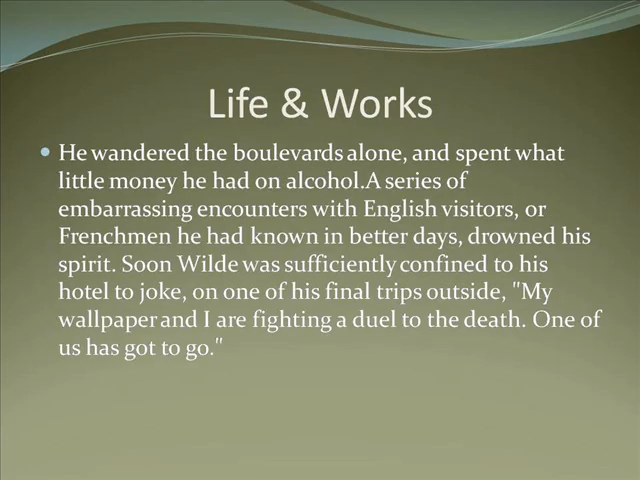 Life & Works
He wandered the boulevards alone, and spent what
little money he had on alcohol.A series of
embarrassing encounters with English visitors, or
Frenchmen he had known in better days, drowned his
spirit. Soon Wilde was sufficiently confined to his
hotel to joke, on one of his final trips outside, "My
wallpaper and I are fighting a duel to the death. One of
us has got to go."